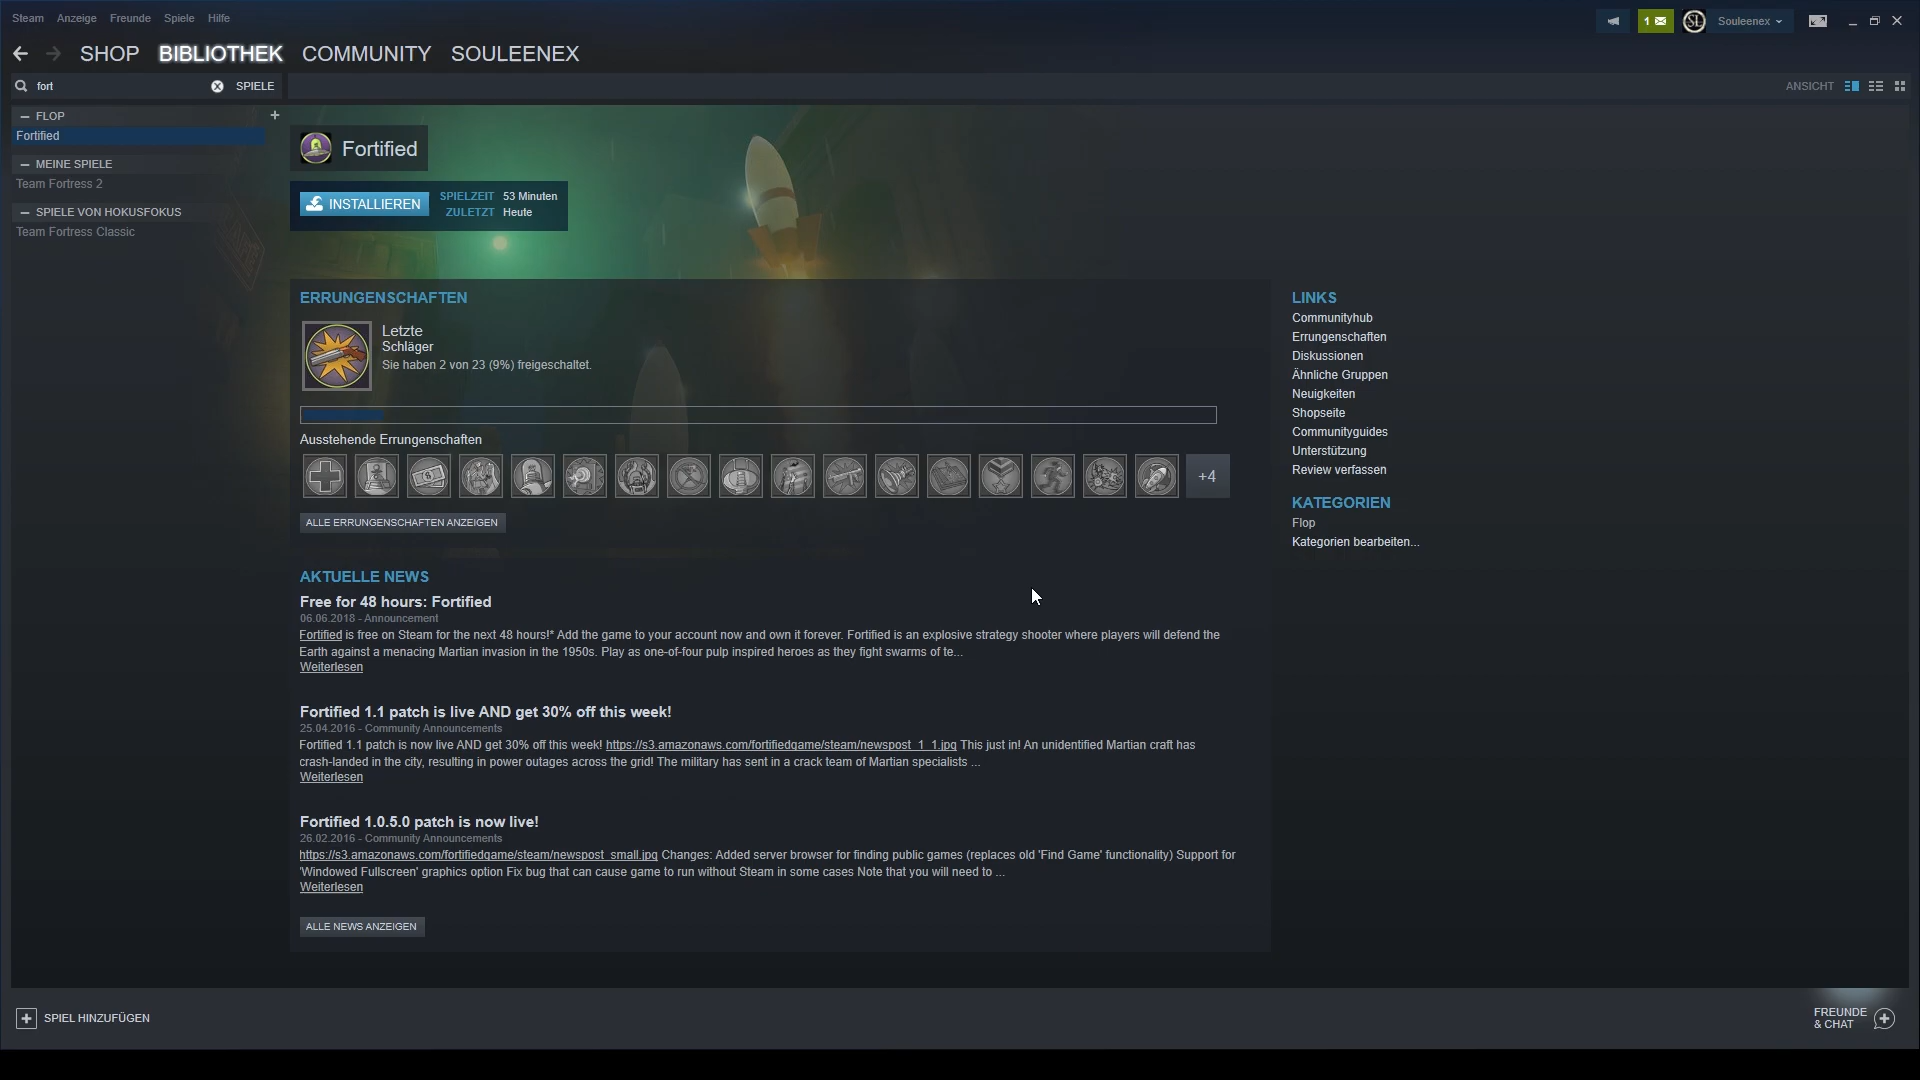 Steam Anzeige Freunde Spiele Hilfe
1
SL
Souleenex
SHOP BIBLIOTHEK COMMUNITY SOULEENEX
fort
SPIELE
ANSICHT
FLOP
Fortified
MEINE SPIELE
Team Fortress 2
SPIELE VON HOKUSFOKUS
Team Fortress Classic
Fortified
INSTALLIEREN
SPIELZEIT 53 Minuten
ZULETZT Heute
ERRUNGENSCHAFTEN
Letzte
Schläger
Sie haben 2 von 23 (9%) freigeschaltet.
Ausstehende Errungenschaften
+4
ALLE ERRUNGENSCHAFTEN ANZEIGEN
AKTUELLE NEWS
Free for 48 hours: Fortified
06.06.2018 - Announcement
Fortified is free on Steam for the next 48 hours!* Add the game to your account now and own it forever. Fortified is an explosive strategy shooter where players will defend the
Earth against a menacing Martian invasion in the 1950s. Play as one-of-four pulp inspired heroes as they fight swarms of te...
Weiterlesen
Fortified 1.1 patch is live AND get 30% off this week!
25.04.2016 - Community Announcements
Fortified 1.1 patch is now live AND get 30% off this week! https://s3.amazonaws.com/fortifiedgame/steam/newspost_1_1.jpg This just in! An unidentified Martian craft has
crash-landed in the city, resulting in power outages across the grid! The military has sent in a crack team of Martian specialists ...
Weiterlesen
Fortified 1.0.5.0 patch is now live!
26.02.2016 - Community Announcements
https://s3.amazonaws.com/fortifiedgame/steam/newspost_small.jpg Changes: Added server browser for finding public games (replaces old 'Find Game' functionality) Support for
'Windowed Fullscreen' graphics option Fix bug that can cause game to run without Steam in some cases Note that you will need to ...
Weiterlesen
ALLE NEWS ANZEIGEN
LINKS
Communityhub
Errungenschaften
Diskussionen
Ähnliche Gruppen
Neuigkeiten
Shopseite
Communityguides
Unterstützung
Review verfassen
KATEGORIEN
Flop
Kategorien bearbeiten...
SPIEL HINZUFÜGEN
FREUNDE
& CHAT